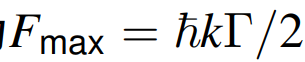 F_max = ħkΓ/2